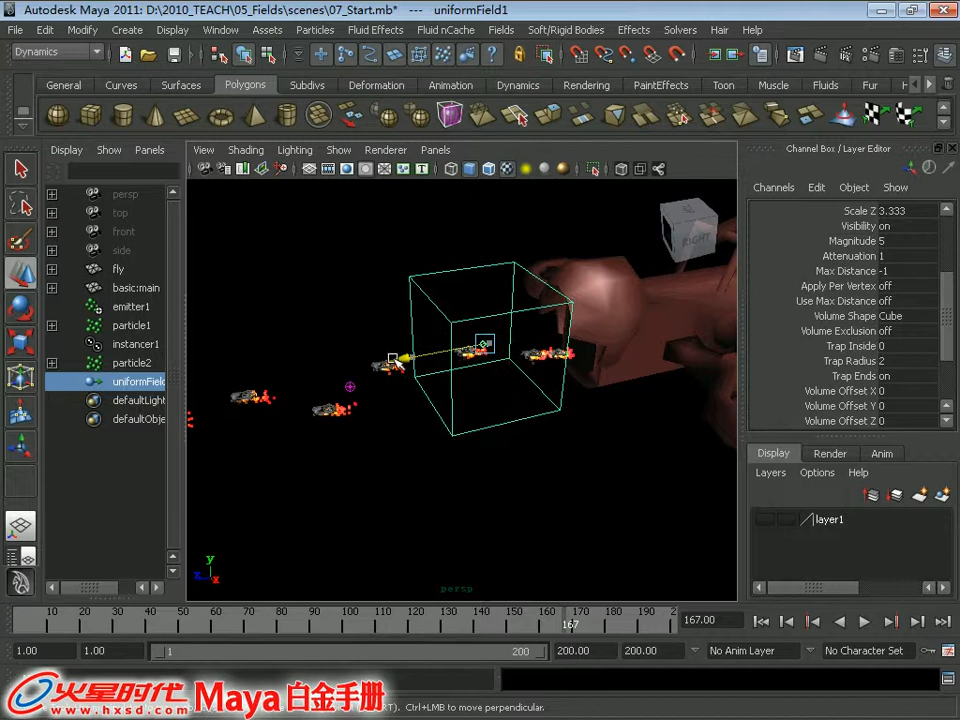 Autodesk Maya 2011: D:\2010_TEACH\05_Fields\scenes\07_Start.mb* -- uniformField1
File Edit Modify Create Display Window Assets Particles Fluid Effects Fluid nCache Fields Soft/Rigid Bodies Effects Solvers Hair Help
Dynamics
General Curves Surfaces Polygons Subdivs Deformation Animation Dynamics Rendering PaintEffects Toon Muscle Fluids Fur
Display Show Panels
View Shading Lighting Show Renderer Panels
Channel Box / Layer Editor
Channels Edit Object Show
persp
top
front
side
fly
basic:main
emitter1
particle1
instancer1
particle2
uniformField
defaultLight
defaultObje
RIGHT
Scale Z 3.333
Visibility on
Magnitude 5
Attenuation 1
Max Distance -1
Apply Per Vertex off
Use Max Distance off
Volume Shape Cube
Volume Exclusion off
Trap Inside 0
Trap Radius 2
Trap Ends on
Volume Offset X 0
Volume Offset Y 0
Volume Offset Z 0
Display Render Anim
Layers Options Help
layer1
y
z
x
persp
10 20 30 40 50 60 70 80 90 100 110 120 130 140 150 160 170 180 190 2
167
167.00
1.00 1.00 1 200 200.00 200.00 No Anim Layer No Character Set
火星时代 Maya 白金手册
www.hxsd.com
RT). Ctrl+LMB to move perpendicular.